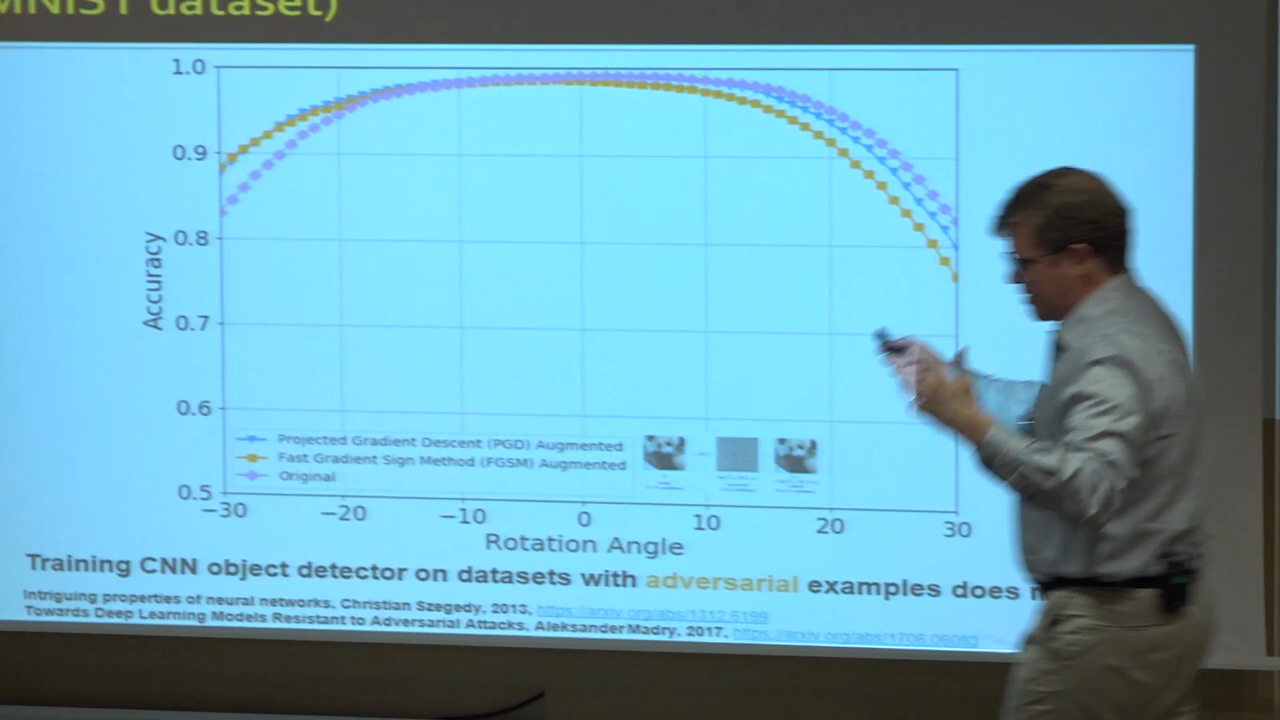 MNIST dataset)
1.0
0.9
0.8
0.7
0.6
0.5
Accuracy
Projected Gradient Descent (PGD) Augmented
Fast Gradient Sign Method (FGSM) Augmented
Original
−30 −20 −10 0 10 20 30
Rotation Angle
Training CNN object detector on datasets with adversarial examples does
Intriguing properties of neural networks, Christian Szegedy, 2013, https://arxiv.org/abs/1312.6199
Towards Deep Learning Models Resistant to Adversarial Attacks, Aleksander Madry, 2017, https://arxiv.org/abs/1706.06083